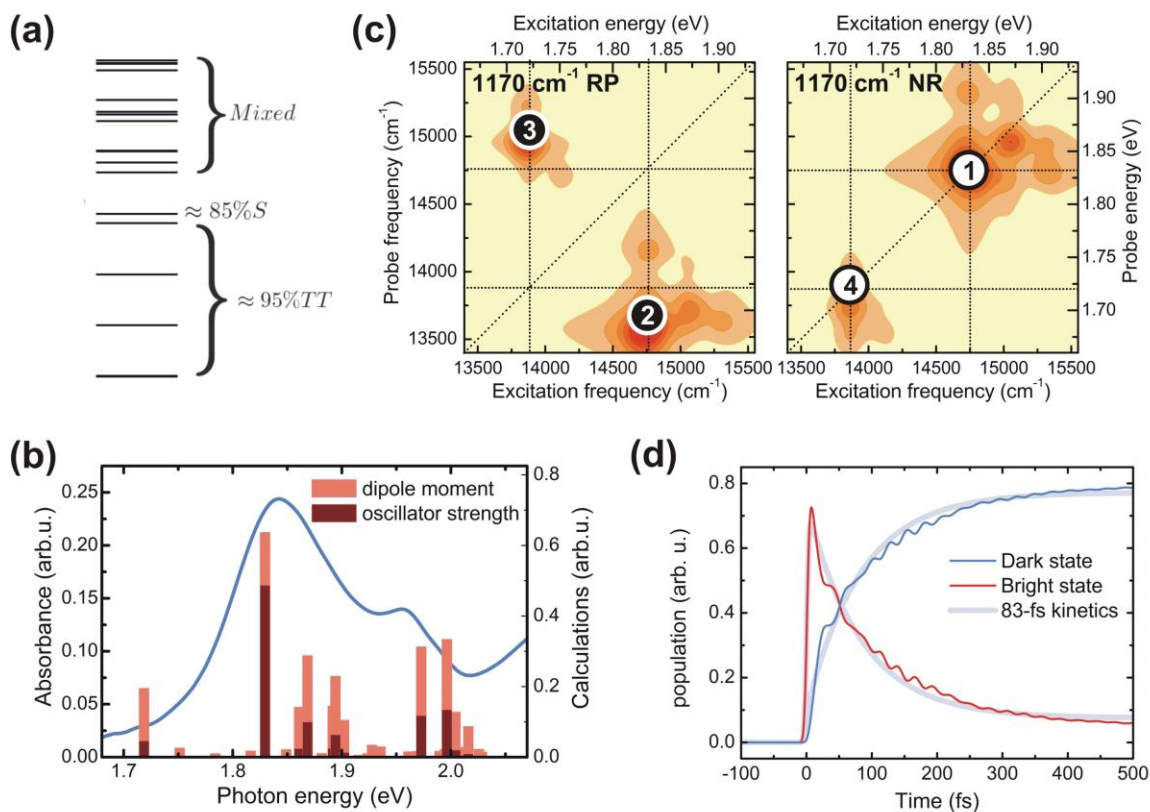 (a)
Mixed
≈ 85%S
≈ 95%TT
(c)
Excitation energy (eV)
1.70 1.75 1.80 1.85 1.90
15500
15000
14500
14000
13500
Probe frequency (cm⁻¹)
1170 cm⁻¹ RP
3
2
13500 14000 14500 15000 15500
Excitation frequency (cm⁻¹)
Excitation energy (eV)
1.70 1.75 1.80 1.85 1.90
1170 cm⁻¹ NR
1
4
1.90
1.85
1.80
1.75
1.70
Probe energy (eV)
13500 14000 14500 15000 15500
Excitation frequency (cm⁻¹)
(b)
Absorbance (arb.u.)
0.25
0.20
0.15
0.10
0.05
0.00
dipole moment
oscillator strength
0.8
0.6
0.4
0.2
0.0
Calculations (arb.u.)
1.7 1.8 1.9 2.0
Photon energy (eV)
(d)
population (arb. u.)
0.8
0.4
0.0
Dark state
Bright state
83-fs kinetics
-100 0 100 200 300 400 500
Time (fs)